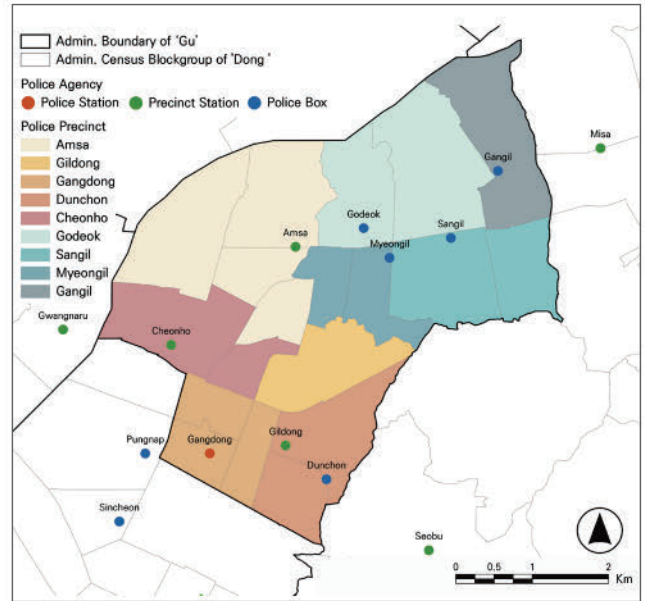 Admin. Boundary of 'Gu'
Admin. Census Blockgroup of 'Dong '
Police Agency
Police Station Precinct Station Police Box
Police Precinct
Amsa
Gildong
Gangdong
Dunchon
Cheonho
Godeok
Sangil
Myeongil
Gangil
Misa
Gangil
Godeok
Sangil
Amsa
Myeongil
Gwangnaru
Cheonho
Gildong
Pungnap
Gangdong
Dunchon
Sincheon
Seobu
0 0.5 1 2
Km